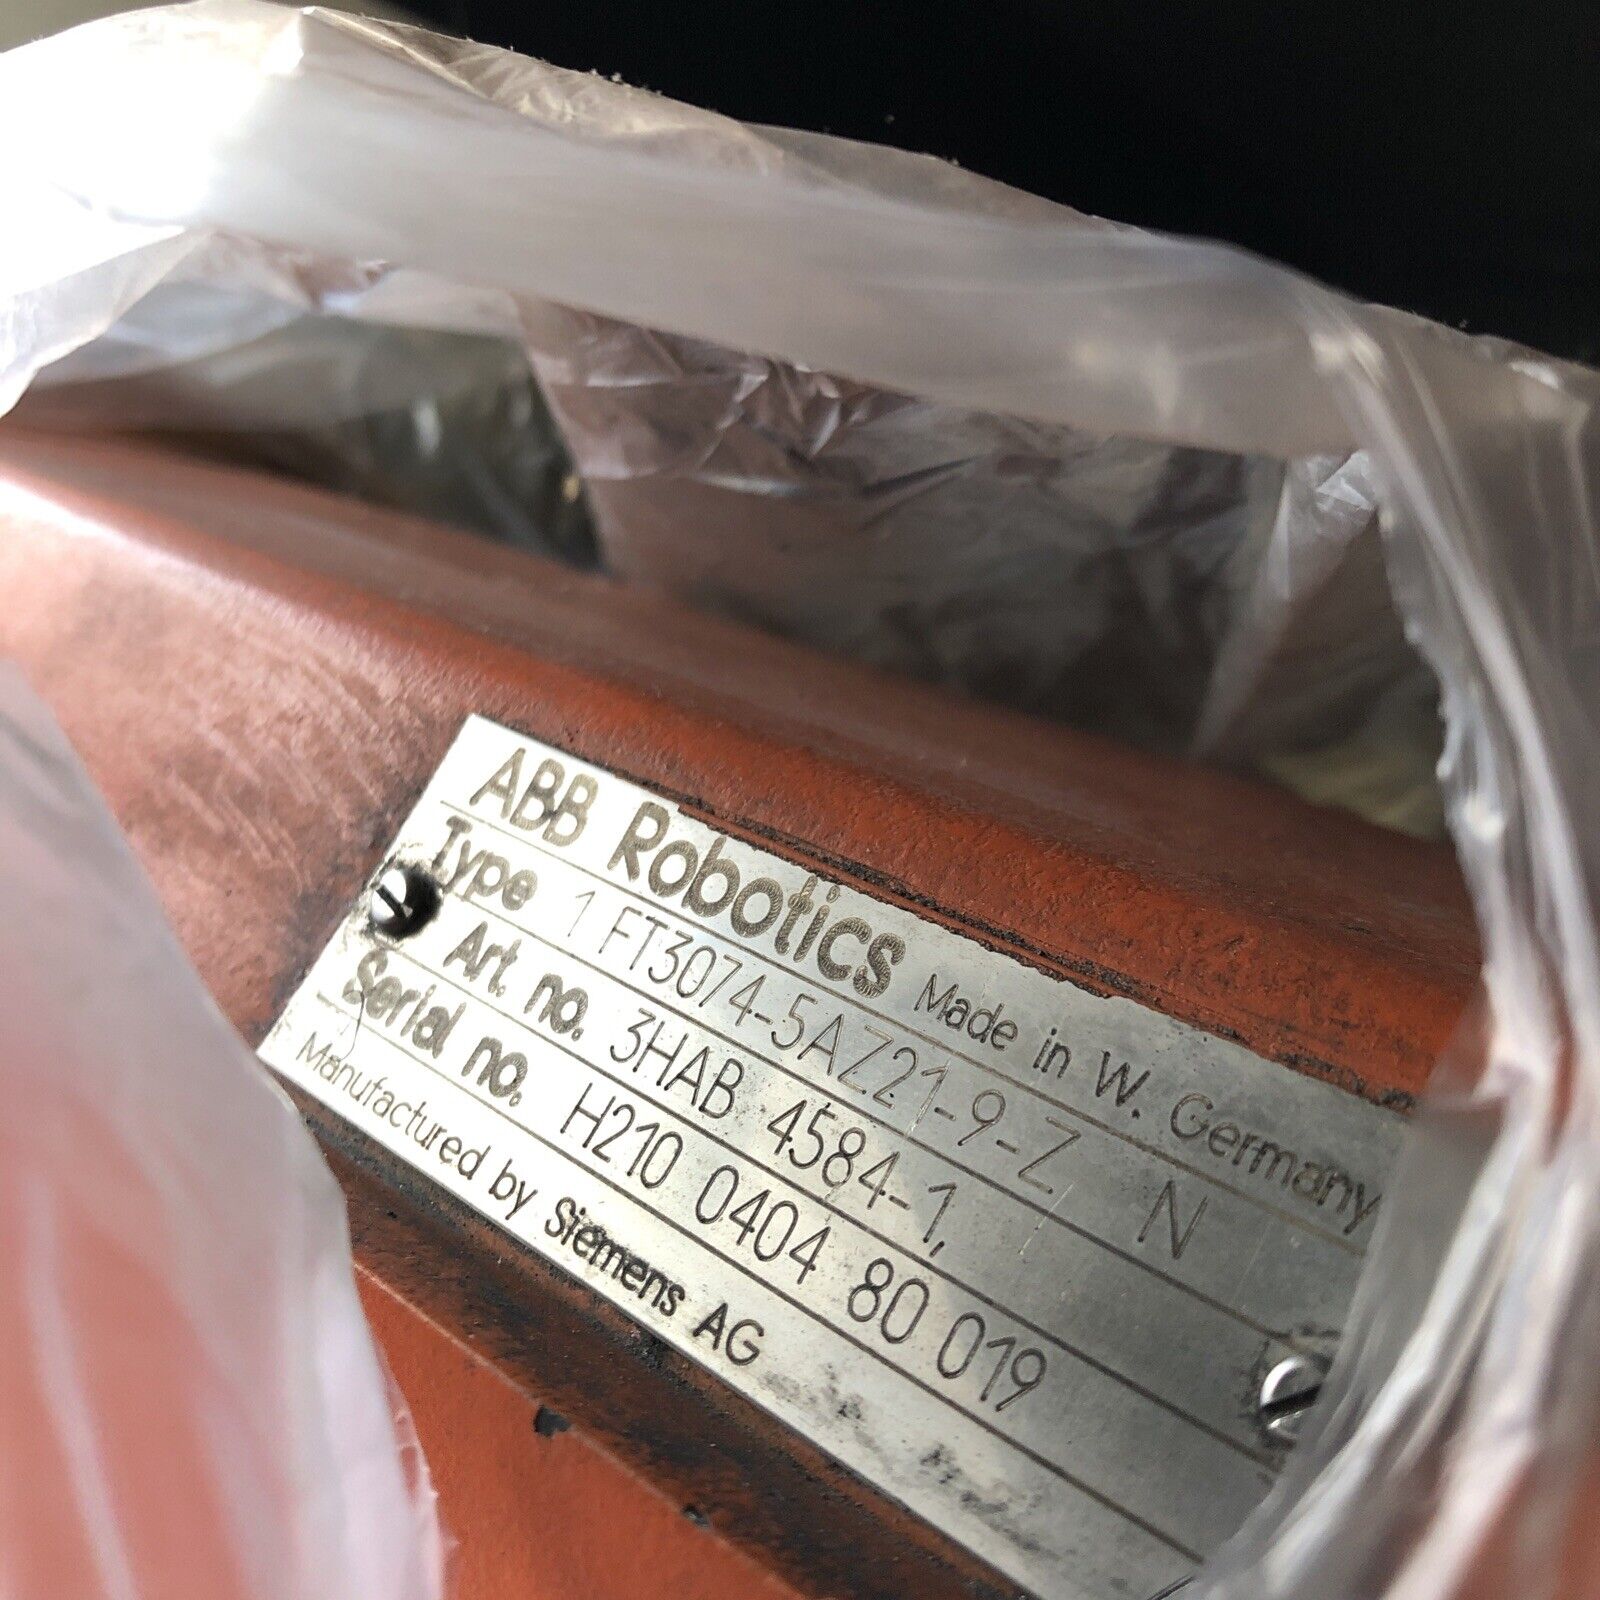 ABB Robotics Made in W. Germany
Type 1 FT3074-5AZ21-9-Z N
Art. no. 3HAB 4584-1,
Serial no. H210 0404 80 019
Manufactured by Siemens AG